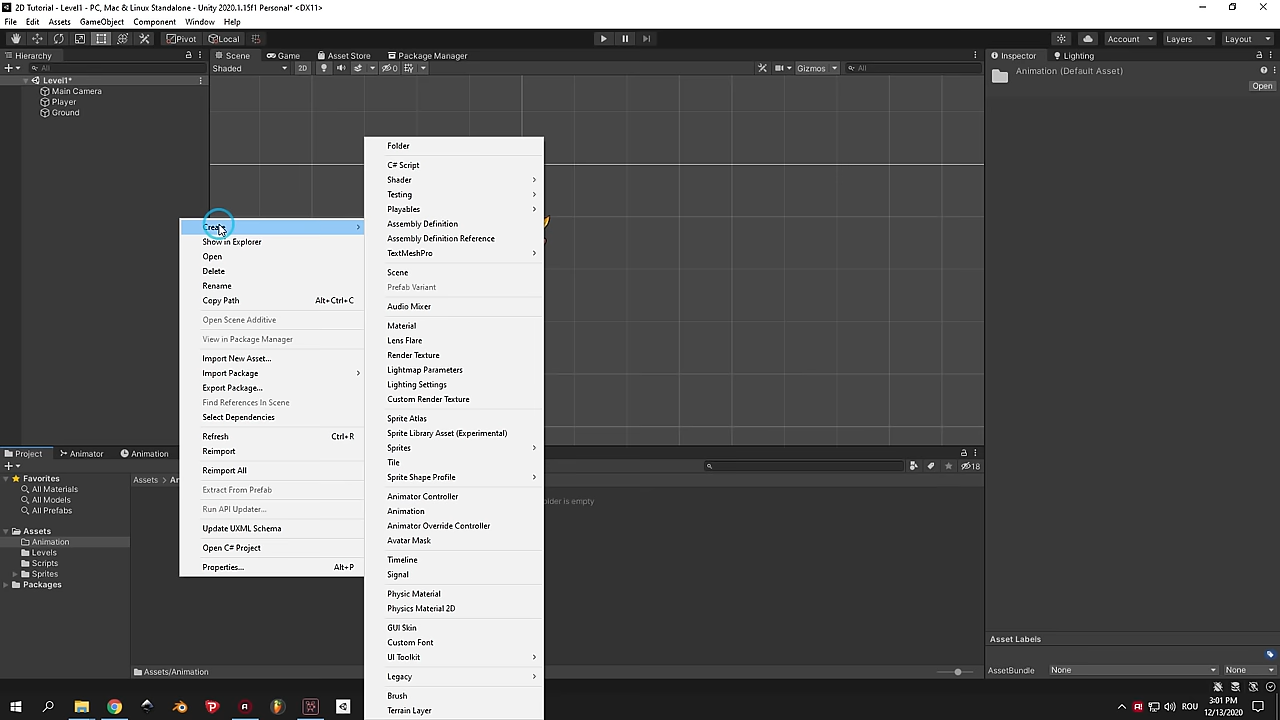 2D Tutorial - Level1 - PC, Mac & Linux Standalone - Unity 2020.1.15f1 Personal* <DX11>
File Edit Assets GameObject Component Window Help
Pivot Local Account Layers Layout
Hierarchy Scene Game Asset Store Package Manager Inspector Lighting
All Shaded 2D 0 Gizmos All Animation (Default Asset)
Level1*
Open
Main Camera
Player
Ground
Create
Show in Explorer
Open
Delete
Rename
Copy Path Alt+Ctrl+C
Open Scene Additive
View in Package Manager
Import New Asset...
Import Package
Export Package...
Find References In Scene
Select Dependencies
Refresh Ctrl+R
Reimport
Reimport All
Extract From Prefab
Run API Updater...
Update UXML Schema
Open C# Project
Properties... Alt+P
Folder
C# Script
Shader
Testing
Playables
Assembly Definition
Assembly Definition Reference
TextMeshPro
Scene
Prefab Variant
Audio Mixer
Material
Lens Flare
Render Texture
Lightmap Parameters
Lighting Settings
Custom Render Texture
Sprite Atlas
Sprite Library Asset (Experimental)
Sprites
Tile
Sprite Shape Profile
Animator Controller
Animation
Animator Override Controller
Avatar Mask
Timeline
Signal
Physic Material
Physics Material 2D
GUI Skin
Custom Font
UI Toolkit
Legacy
Brush
Terrain Layer
Project Animator Animation
18
Favorites
All Materials
All Models
All Prefabs
Assets
Animation
Levels
Scripts
Sprites
Packages
Assets > An
older is empty
Assets/Animation
Asset Labels
AssetBundle None None
ROU
3:01 PM
12/13/2020